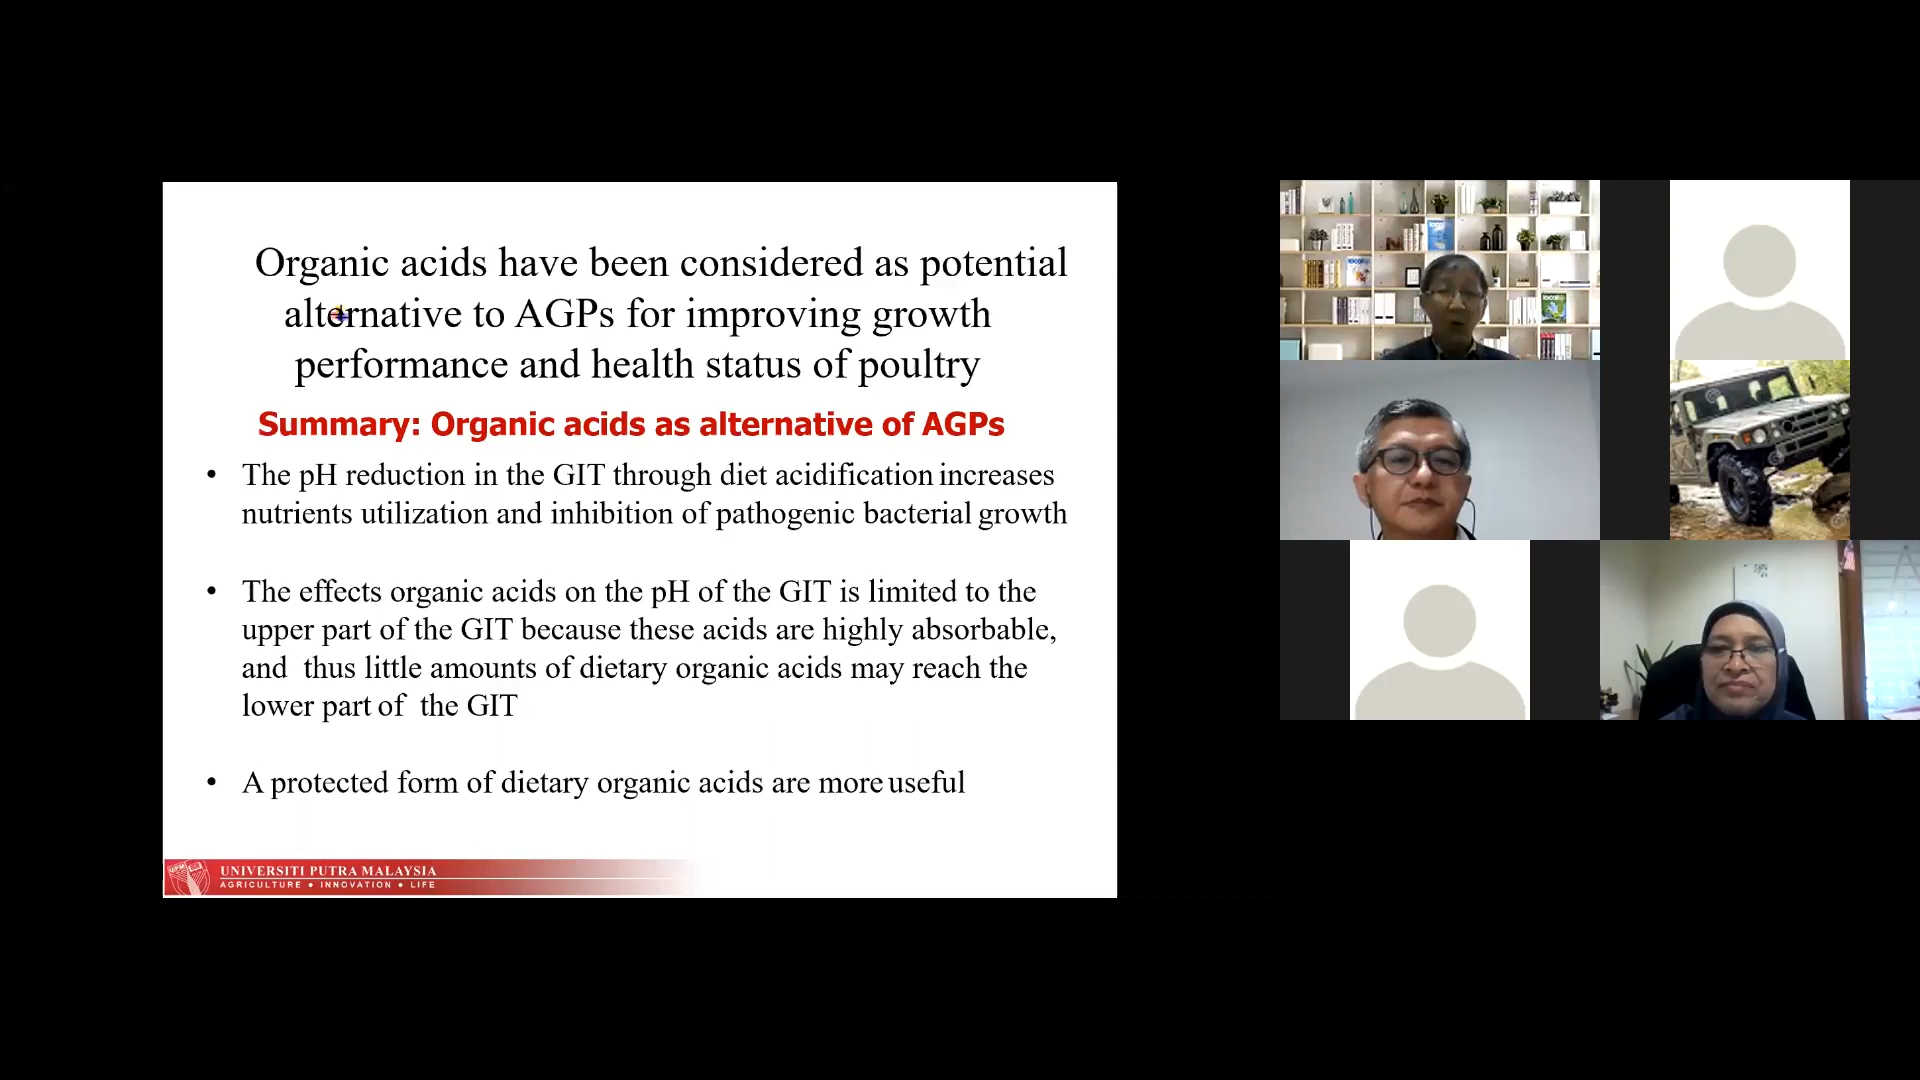 Organic acids have been considered as potential
alternative to AGPs for improving growth
performance and health status of poultry
Summary: Organic acids as alternative of AGPs
• The pH reduction in the GIT through diet acidification increases
nutrients utilization and inhibition of pathogenic bacterial growth
• The effects organic acids on the pH of the GIT is limited to the
upper part of the GIT because these acids are highly absorbable,
and thus little amounts of dietary organic acids may reach the
lower part of the GIT
• A protected form of dietary organic acids are more useful
UPM
UNIVERSITI PUTRA MALAYSIA
AGRICULTURE • INNOVATION • LIFE
local
local
local